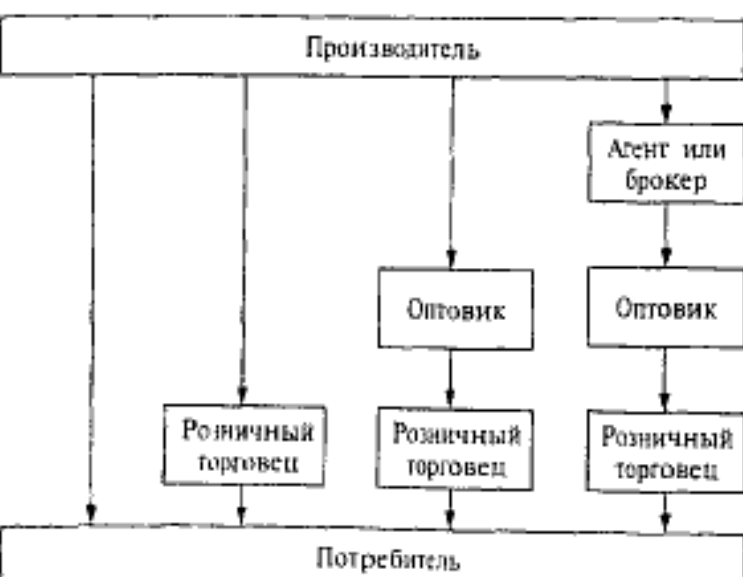 Производитель
Агент или
брокер
Оптовик
Оптовик
Розничный
торговец
Розничный
торговец
Розничный
торговец
Потребитель